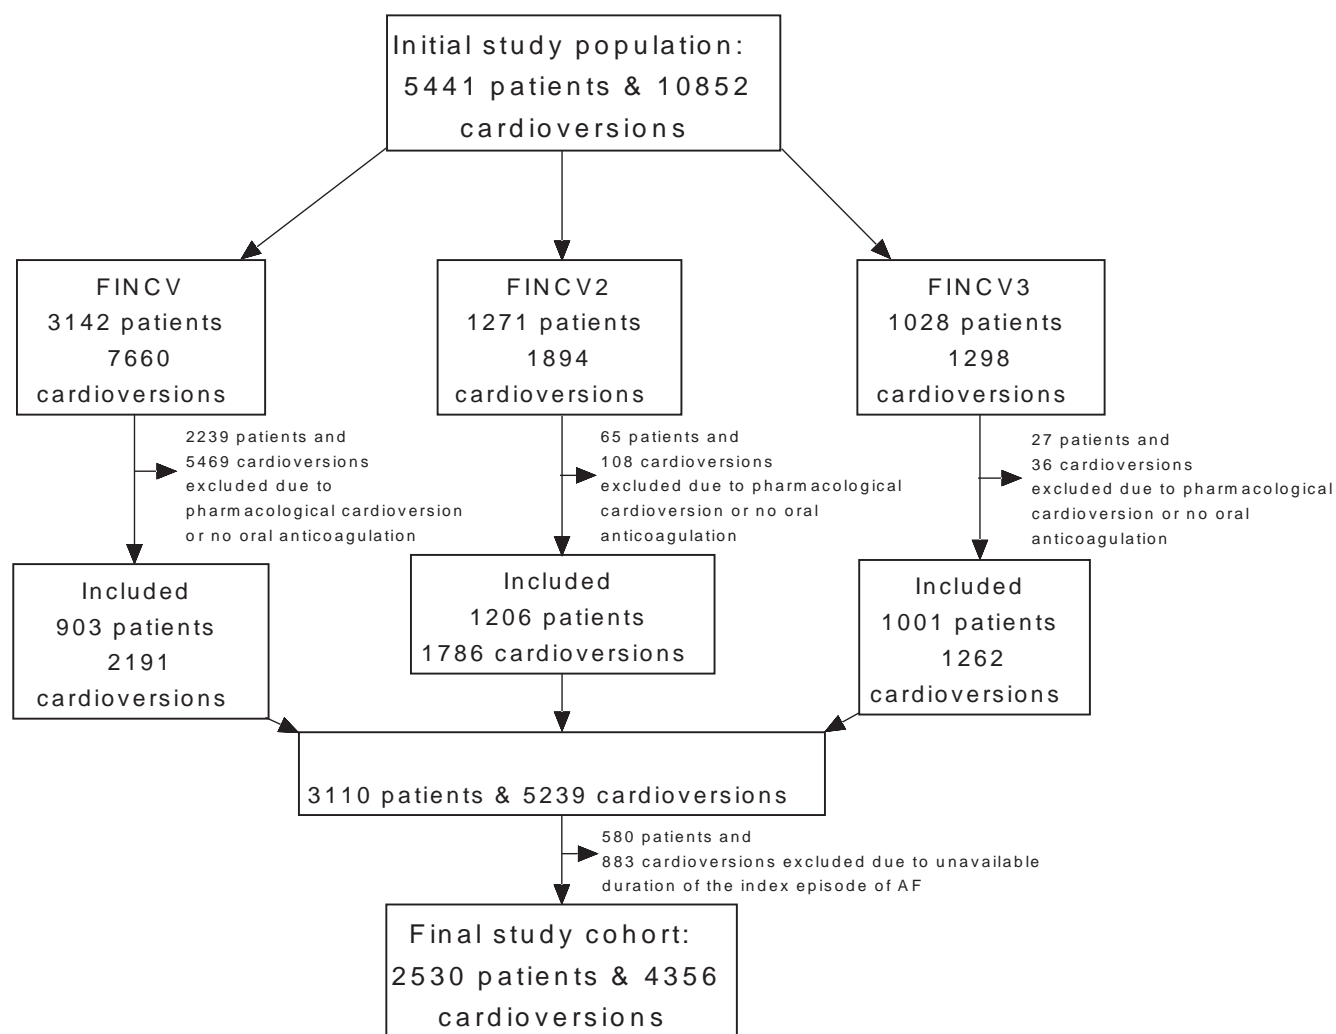 Initial study population:
5441 patients & 10852
cardioversions
FINCV
3142 patients
7660
cardioversions
FINCV2
1271 patients
1894
cardioversions
FINCV3
1028 patients
1298
cardioversions
2239 patients and
5469 cardioversions
excluded due to
pharmacological cardioversion
or no oral anticoagulation
65 patients and
108 cardioversions
excluded due to pharmacological
cardioversion or no oral
anticoagulation
27 patients and
36 cardioversions
excluded due to pharmacological
cardioversion or no oral
anticoagulation
Included
903 patients
2191
cardioversions
Included
1206 patients
1786 cardioversions
Included
1001 patients
1262
cardioversions
3110 patients & 5239 cardioversions
580 patients and
883 cardioversions excluded due to unavailable
duration of the index episode of AF
Final study cohort:
2530 patients & 4356
cardioversions